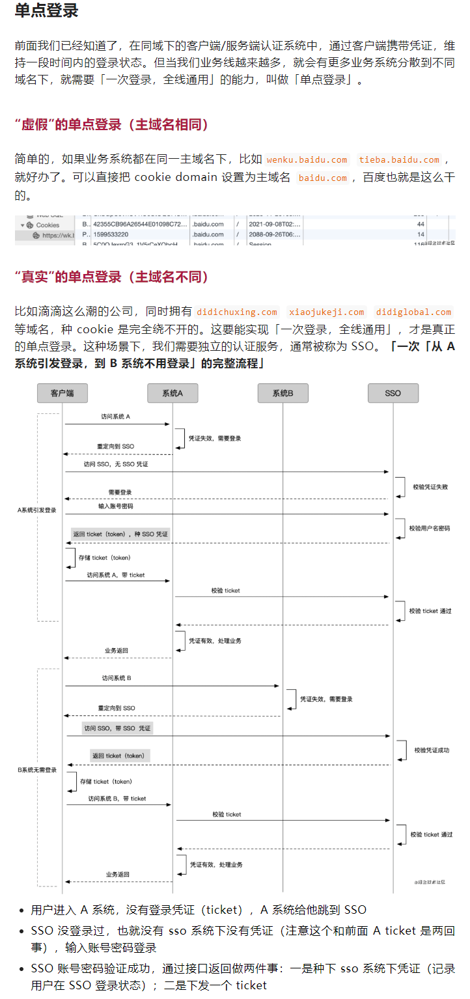 单点登录
前面我们已经知道了，在同域下的客户端/服务端认证系统中，通过客户端携带凭证，维
持一段时间内的登录状态。但当我们业务线越来越多，就会有更多业务系统分散到不同
域名下，就需要「一次登录，全线通用」的能力，叫做「单点登录」。
“虚假”的单点登录（主域名相同）
简单的，如果业务系统都在同一主域名下，比如 wenku.baidu.com tieba.baidu.com ，
就好办了。可以直接把 cookie domain 设置为主域名 baidu.com ，百度也就是这么干
的。
Cookies B.. 42355CB96A26544E01098C72... .baidu.com / 2021-09-08T02:... 44
https://wk.b P... 1599533220 .baidu.com / 2088-09-26T06:... 14
.baidu.com / Session
@掘金技术社区
“真实”的单点登录（主域名不同）
比如滴滴这么潮的公司，同时拥有 didichuxing.com xiaojukeji.com didiglobal.com
等域名，种 cookie 是完全绕不开的。这要能实现「一次登录，全线通用」，才是真正
的单点登录。这种场景下，我们需要独立的认证服务，通常被称为 SSO。「一次「从 A
系统引发登录，到 B 系统不用登录」的完整流程」
客户端 系统A 系统B SSO
访问系统 A
凭证失效，需要登录
重定向到 SSO
访问 SSO，无 SSO 凭证
校验凭证失败
需要登录
输入账号密码
A系统引发登录
校验用户名密码
返回 ticket（token），种 SSO 凭证
存储 ticket（token）
访问系统 A，带 ticket
校验 ticket
校验 ticket 通过
凭证有效，处理业务
业务返回
访问系统 B
凭证失效，需要登录
重定向到 SSO
访问 SSO，带 SSO 凭证
校验凭证成功
返回 ticket（token）
B系统无需登录
存储 ticket（token）
访问系统 B，带 ticket
校验 ticket
校验 ticket 通过
凭证有效，处理业务
业务返回
@掘金技术社区
用户进入 A 系统，没有登录凭证（ticket），A 系统给他跳到 SSO
SSO 没登录过，也就没有 sso 系统下没有凭证（注意这个和前面 A ticket 是两回
事），输入账号密码登录
SSO 账号密码验证成功，通过接口返回做两件事：一是种下 sso 系统下凭证（记录
用户在 SSO 登录状态）；二是下发一个 ticket